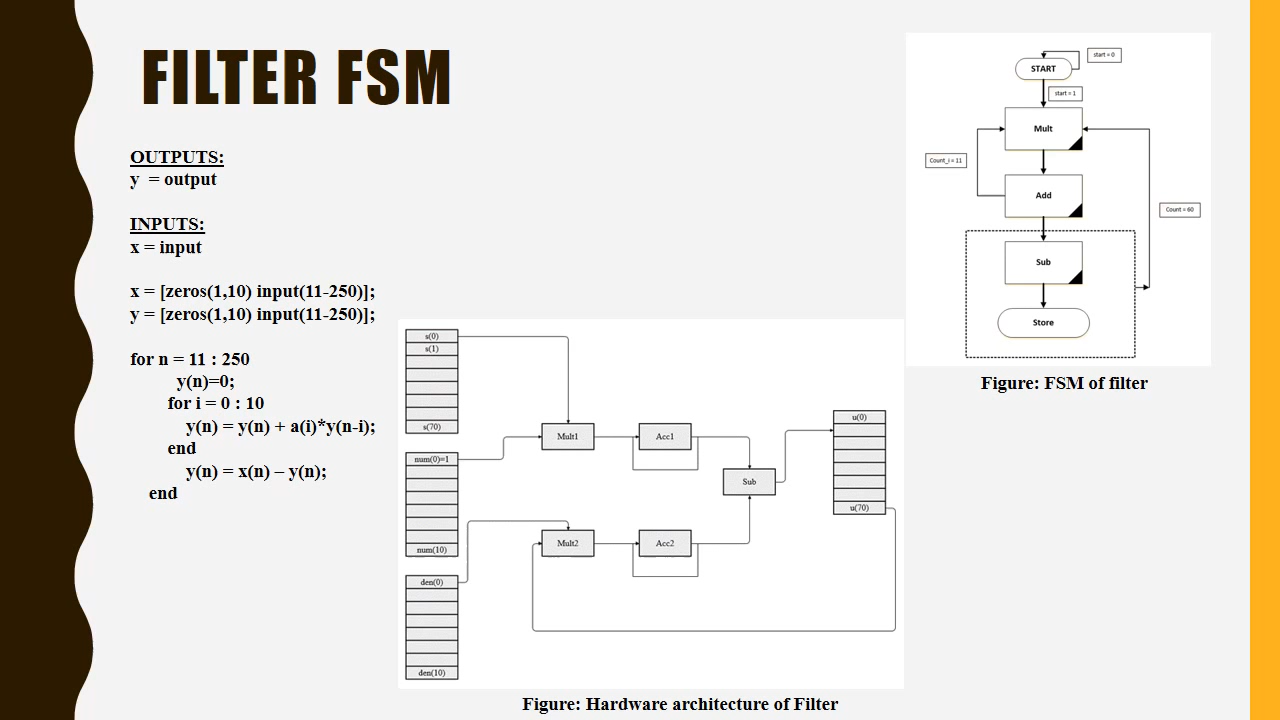 FILTER FSM
OUTPUTS:
y = output
INPUTS:
x = input
x = [zeros(1,10) input(11-250)];
y = [zeros(1,10) input(11-250)];
for n = 11 : 250
y(n)=0;
for i = 0 : 10
y(n) = y(n) + a(i)*y(n-i);
end
y(n) = x(n) – y(n);
end
s(0)
s(1)
s(70)
num(0)=1
num(10)
den(0)
den(10)
Mult1
Acc1
Sub
Mult2
Acc2
u(0)
u(70)
Figure: Hardware architecture of Filter
start = 0
START
start = 1
Mult
Count_i = 11
Add
Count = 60
Sub
Store
Figure: FSM of filter